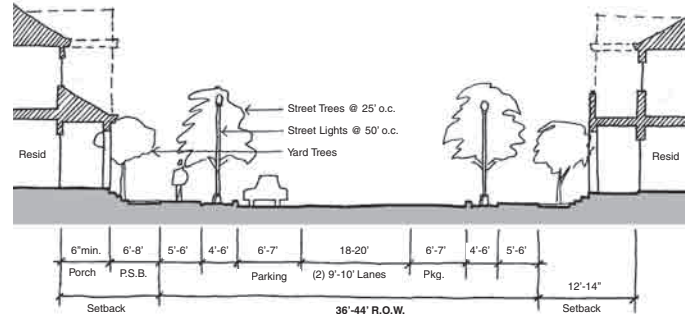 Street Trees @ 25' o.c.
Street Lights @ 50' o.c.
Yard Trees
Resid
Resid
6"min. 6'-8' 5'-6' 4'-6' 6'-7' 18-20' 6'-7' 4'-6' 5'-6'
Porch P.S.B. Parking (2) 9'-10' Lanes Pkg. 12'-14"
Setback 36'-44' R.O.W. Setback